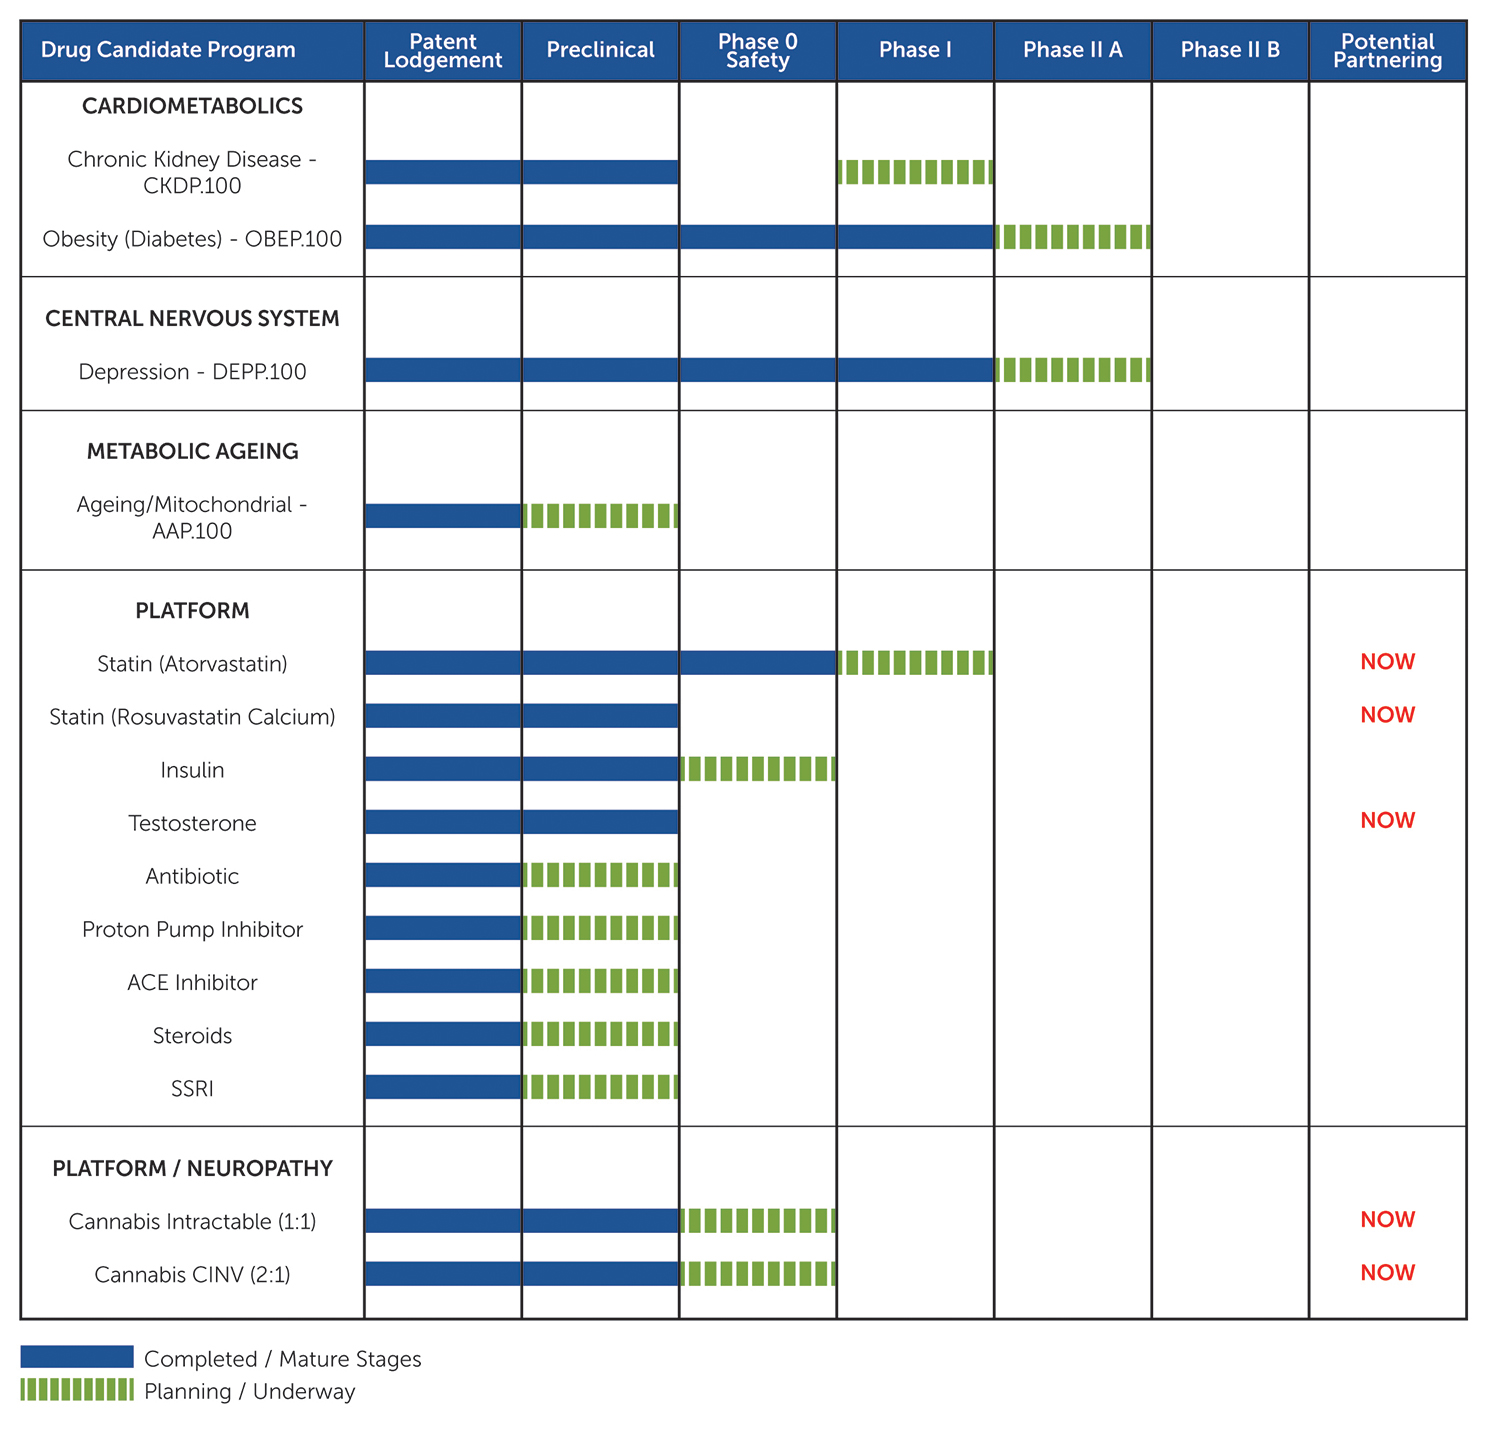 Drug Candidate Program
Patent
Lodgement
Preclinical
Phase 0
Safety
Phase I
Phase II A
Phase II B
Potential
Partnering
CARDIOMETABOLICS
Chronic Kidney Disease -
CKDP.100
Obesity (Diabetes) - OBEP.100
CENTRAL NERVOUS SYSTEM
Depression - DEPP.100
METABOLIC AGEING
Ageing/Mitochondrial -
AAP.100
PLATFORM
Statin (Atorvastatin)
NOW
Statin (Rosuvastatin Calcium)
NOW
Insulin
Testosterone
NOW
Antibiotic
Proton Pump Inhibitor
ACE Inhibitor
Steroids
SSRI
PLATFORM / NEUROPATHY
Cannabis Intractable (1:1)
NOW
Cannabis CINV (2:1)
NOW
Completed / Mature Stages
Planning / Underway